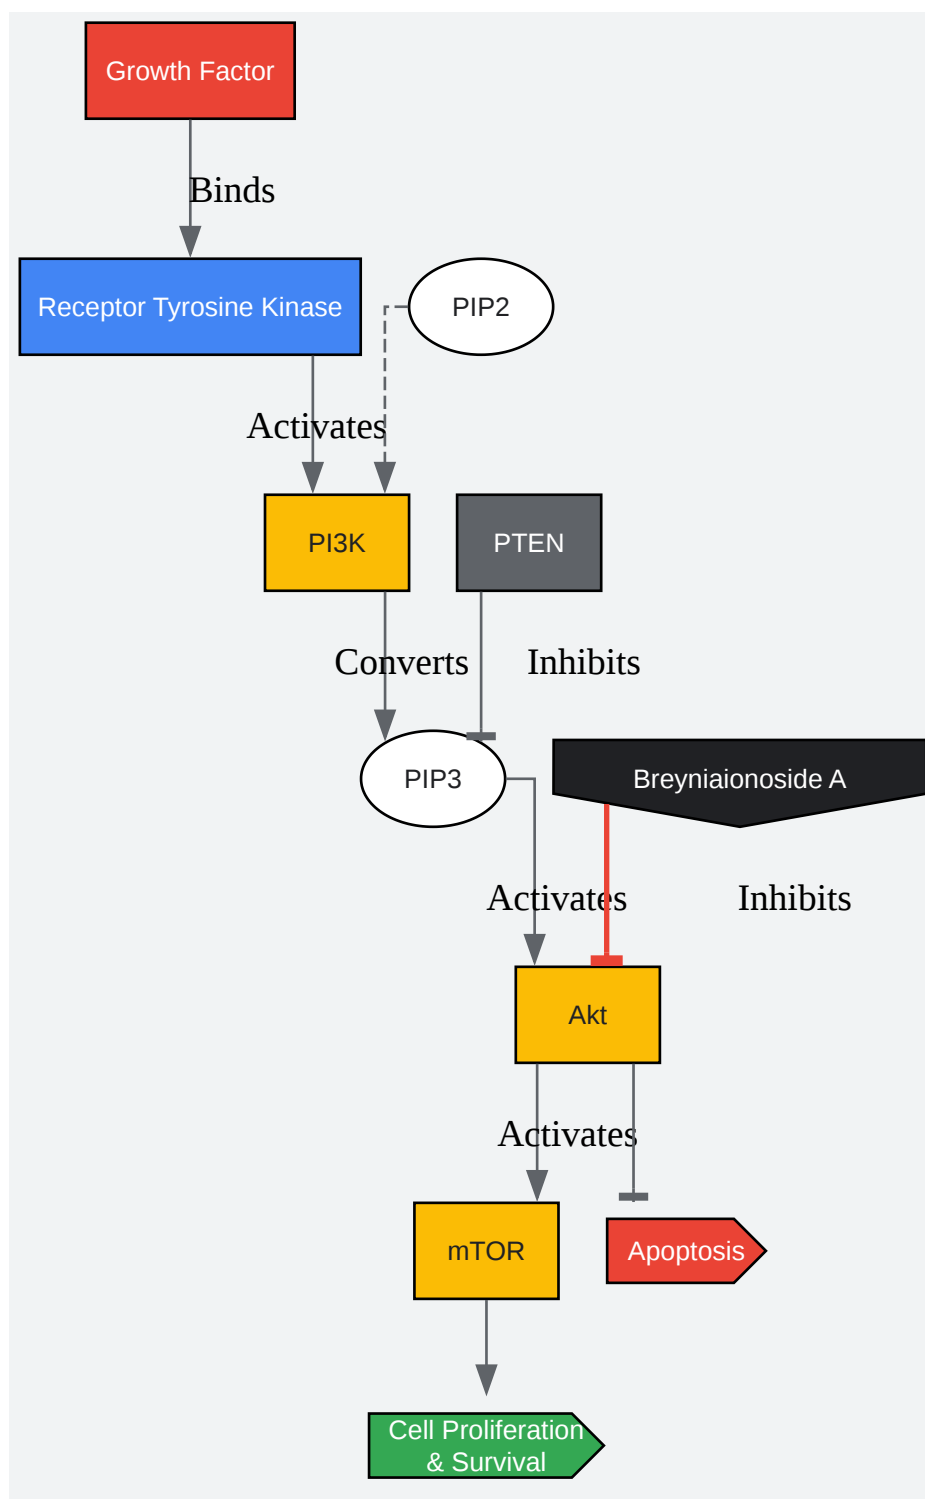 Growth Factor
Binds
Receptor Tyrosine Kinase
PIP2
Activates
PI3K
PTEN
Converts
Inhibits
PIP3
Breyniaionoside A
Activates
Inhibits
Akt
Activates
mTOR
Apoptosis
Cell Proliferation
& Survival